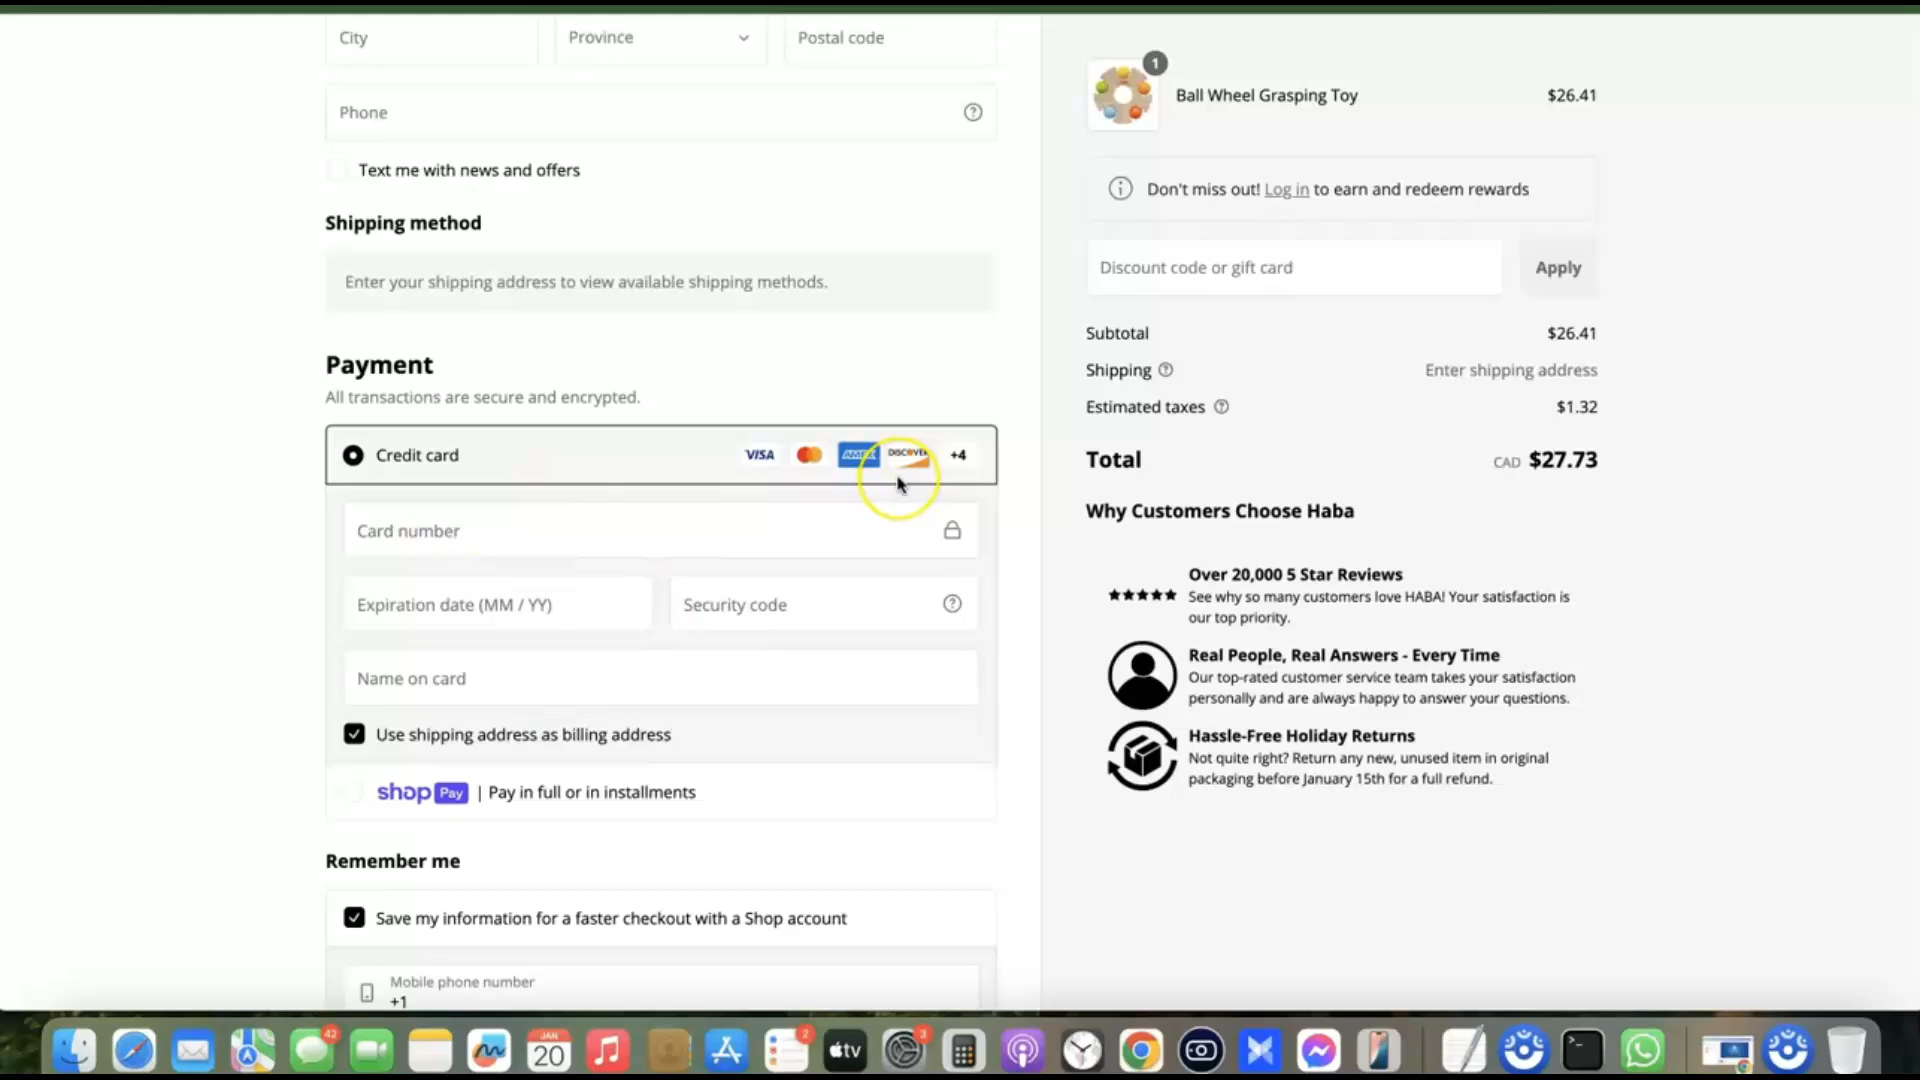 City
Province
Postal code
Phone
Text me with news and offers
Shipping method
Enter your shipping address to view available shipping methods.
Payment
All transactions are secure and encrypted.
Credit card
VISA
AMEX
DISCOVER
+4
Card number
Expiration date (MM / YY)
Security code
Name on card
Use shipping address as billing address
shop Pay | Pay in full or in installments
Remember me
Save my information for a faster checkout with a Shop account
Mobile phone number
+1
1
Ball Wheel Grasping Toy $26.41
Don't miss out! Log in to earn and redeem rewards
Discount code or gift card
Apply
Subtotal $26.41
Shipping Enter shipping address
Estimated taxes $1.32
Total CAD $27.73
Why Customers Choose Haba
Over 20,000 5 Star Reviews
See why so many customers love HABA! Your satisfaction is
our top priority.
Real People, Real Answers - Every Time
Our top-rated customer service team takes your satisfaction
personally and are always happy to answer your questions.
Hassle-Free Holiday Returns
Not quite right? Return any new, unused item in original
packaging before January 15th for a full refund.
42
JAN
20
2
tv
3